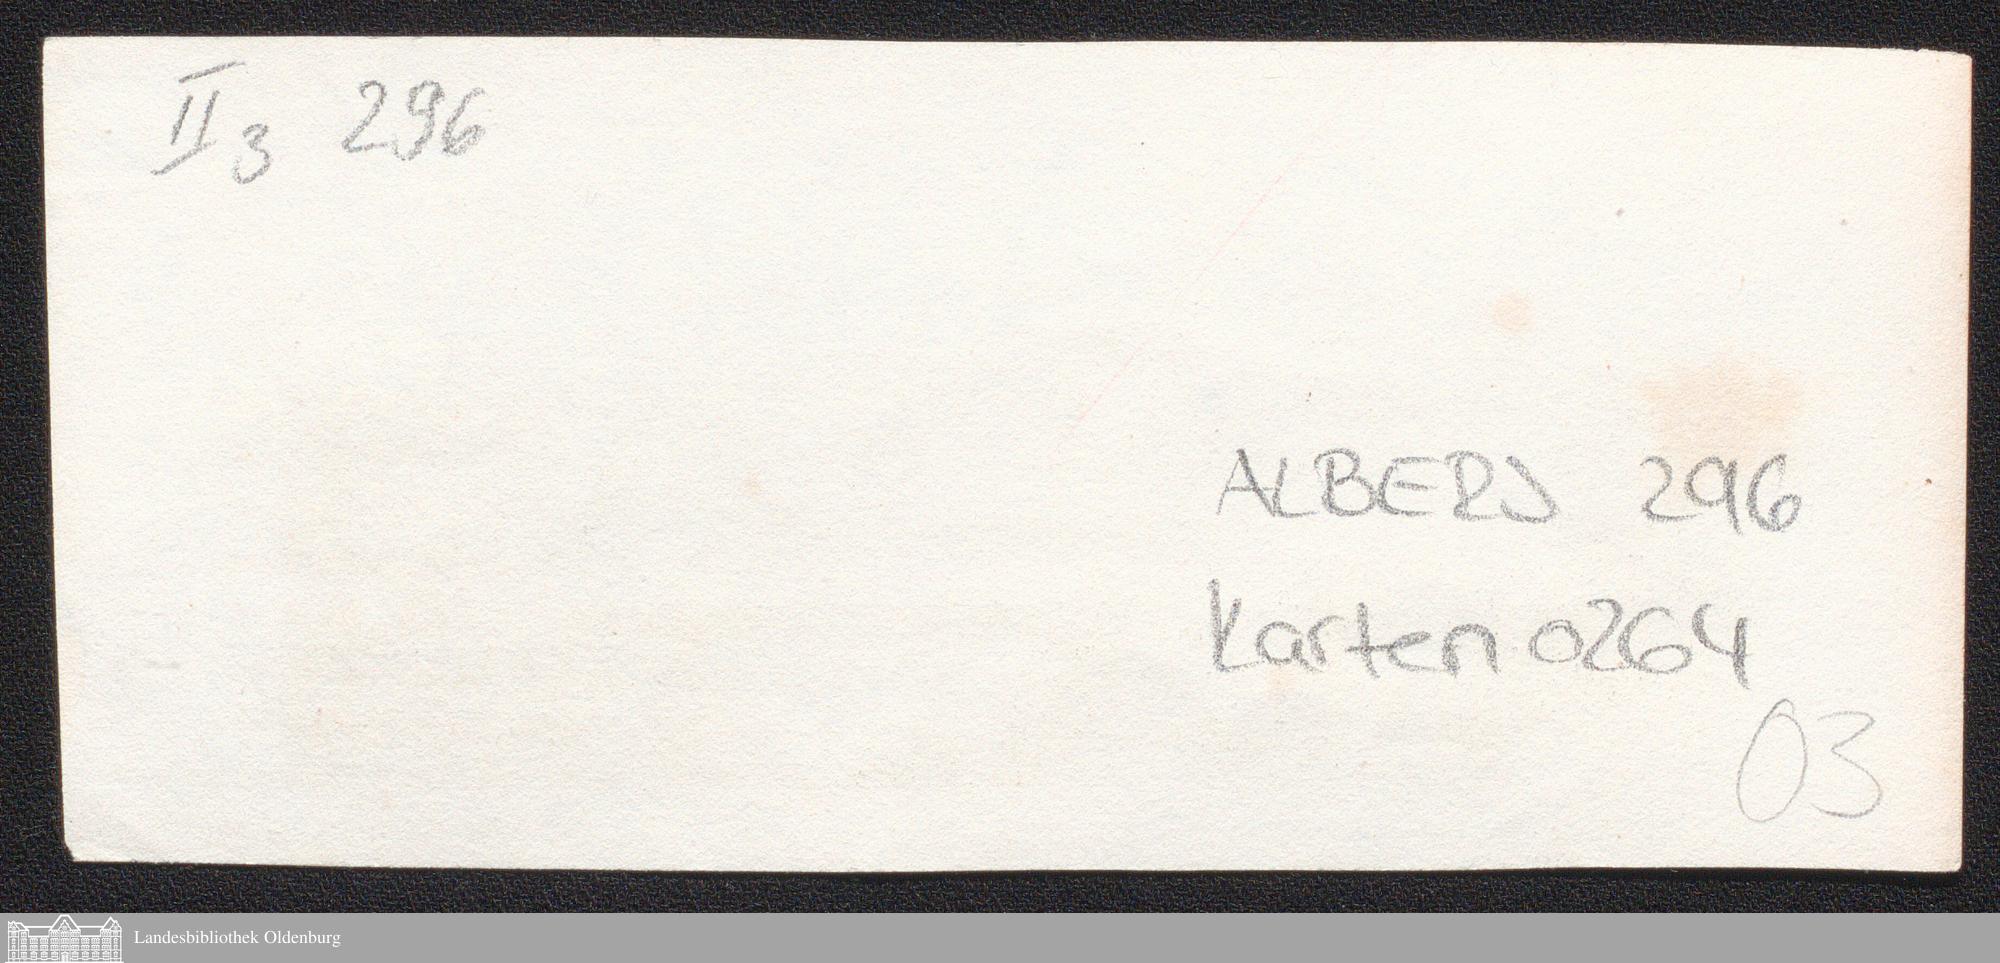 II3 296
ALBERS 296
Karten 0264
03
Landesbibliothek Oldenburg